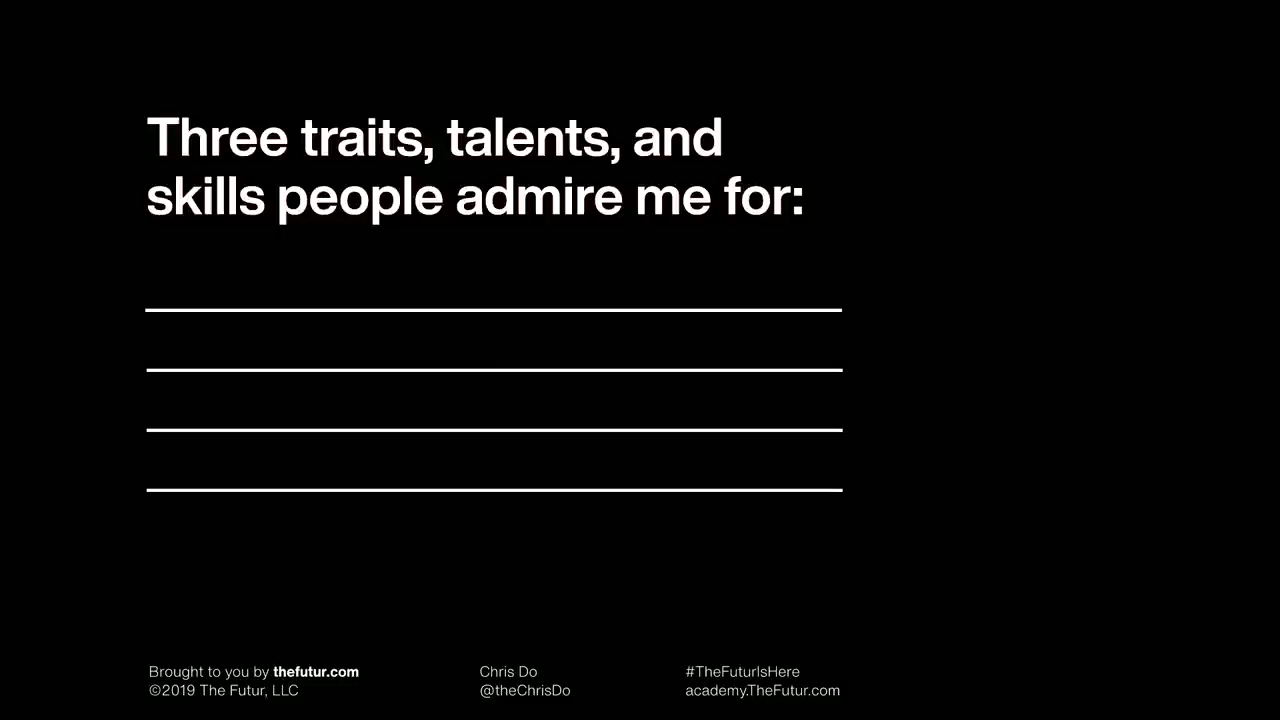 Three traits, talents, and
skills people admire me for:
Brought to you by thefutur.com
©2019 The Futur, LLC
Chris Do
@theChrisDo
#TheFuturIsHere
academy.TheFutur.com